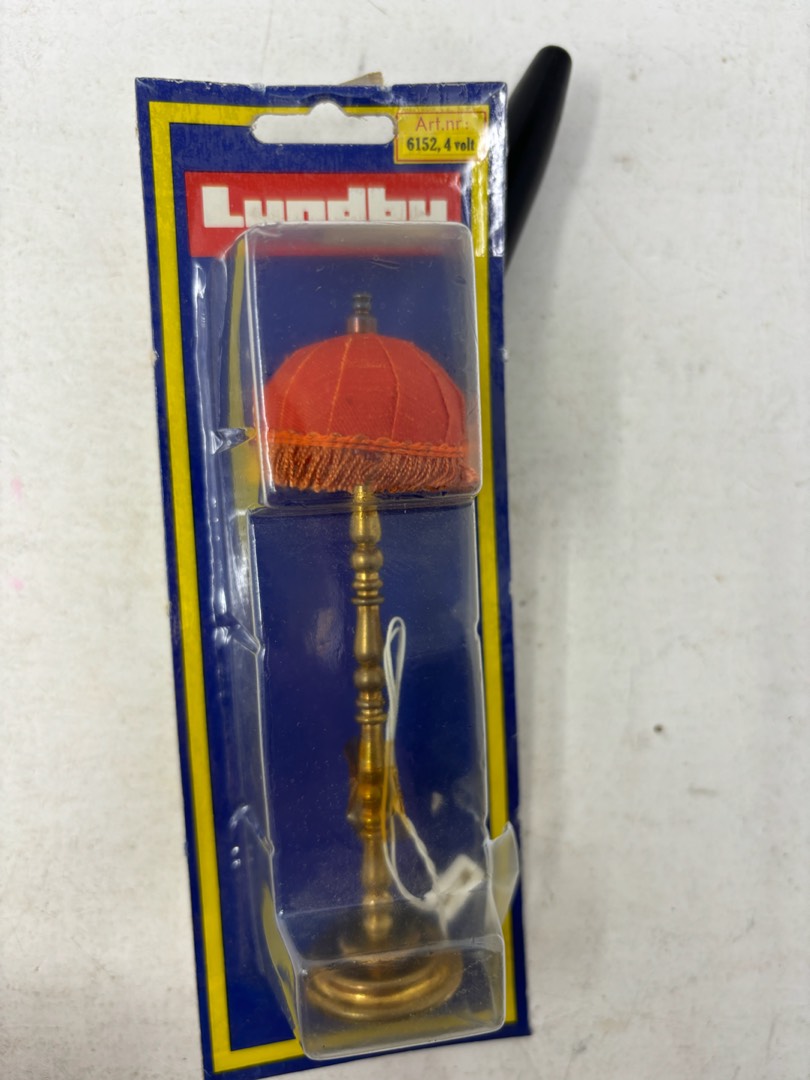 Art.nr:
6152, 4 volt
Lundby